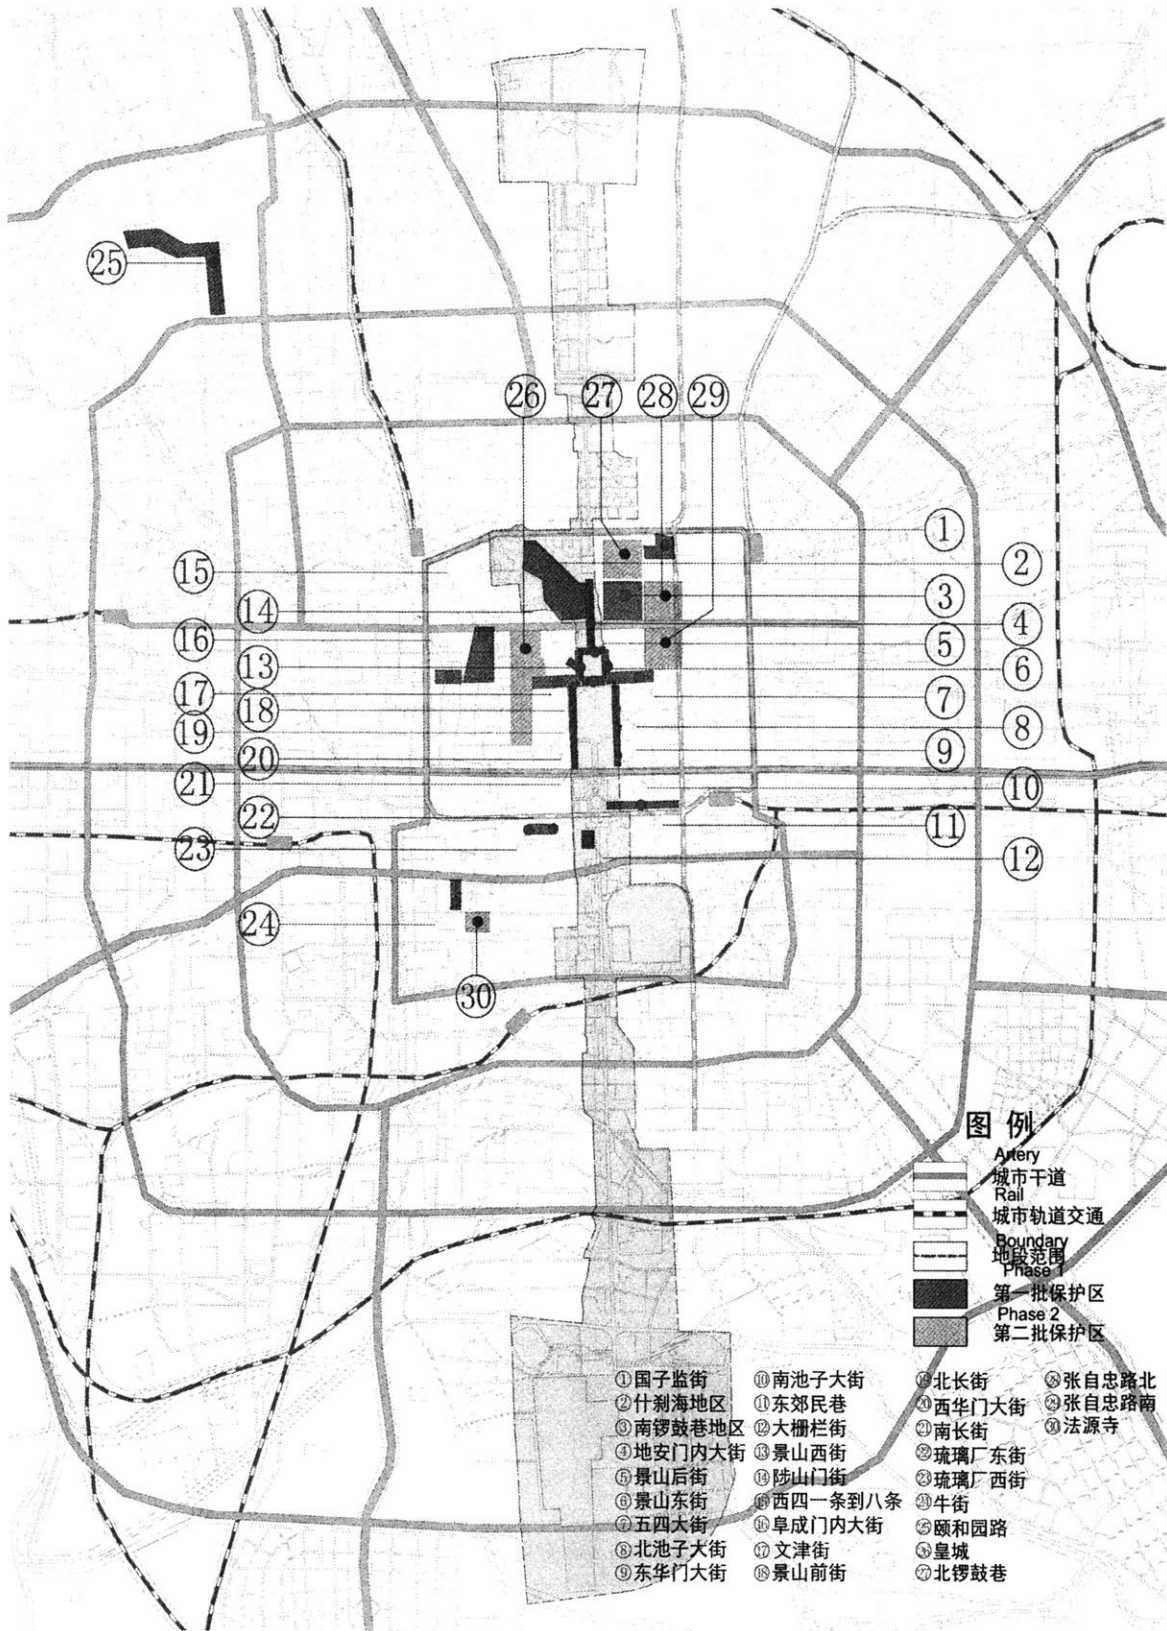 25
26
27
28
29
1
15
2
14
3
4
16
5
13
6
17
7
18
8
19
9
20
21
10
22
11
23
12
24
30
图 例
Artery
城市干道
Rail
城市轨道交通
Boundary
地段范围
Phase 1
第一批保护区
Phase 2
第二批保护区
①国子监街
②什刹海地区
③南锣鼓巷地区
④地安门内大街
⑤景山后街
⑥景山东街
⑦五四大街
⑧北池子大街
⑨东华门大街
⑩南池子大街
⑪东郊民巷
⑫大栅栏街
⑬景山西街
⑭陟山门街
⑮西四一条到八条
⑯阜成门内大街
⑰文津街
⑱景山前街
⑲北长街
⑳西华门大街
㉑南长街
㉒琉璃厂东街
㉓琉璃厂西街
㉔牛街
㉕颐和园路
㉖皇城
㉗北锣鼓巷
㉘张自忠路北
㉙张自忠路南
㉚法源寺